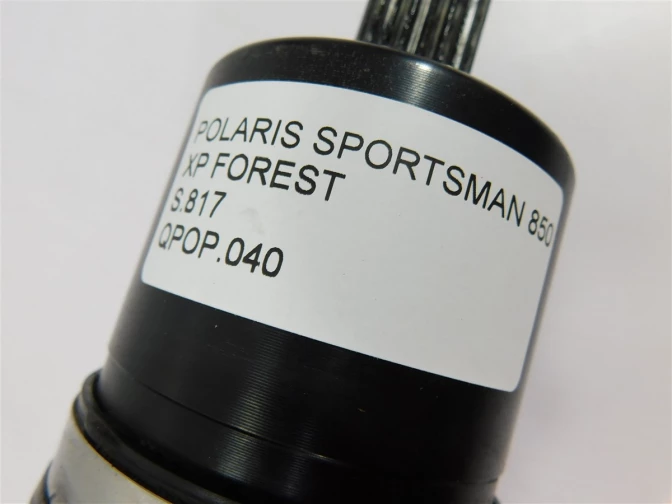 POLARIS SPORTSMAN 850
XP FOREST
S.817
QPOP.040